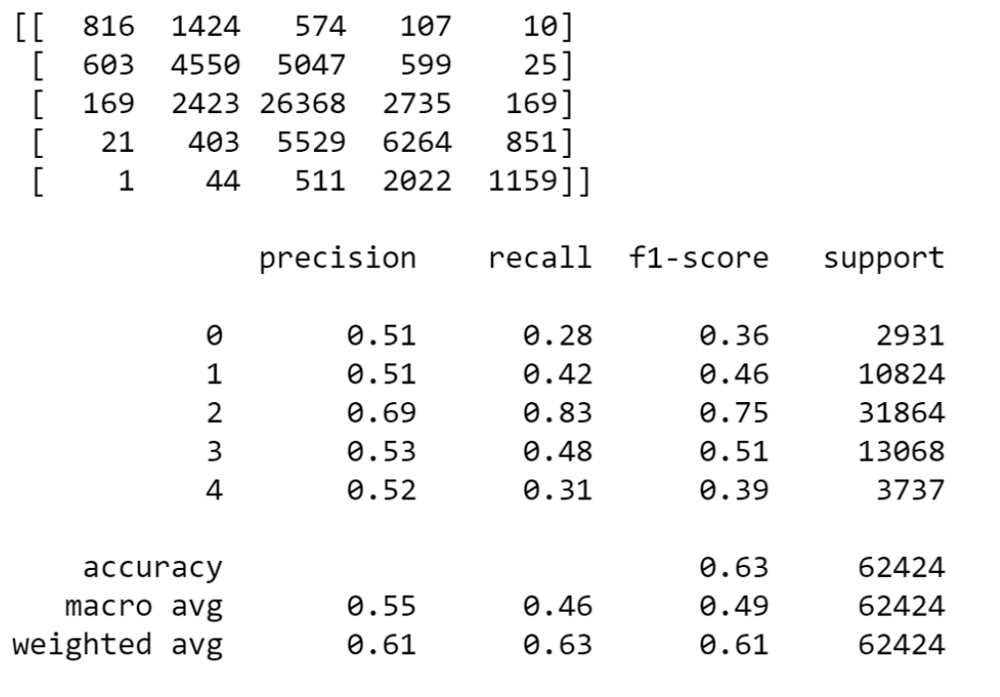 [[ 816 1424 574 107 10]
[ 603 4550 5047 599 25]
[ 169 2423 26368 2735 169]
[ 21 403 5529 6264 851]
[ 1 44 511 2022 1159]]
precision recall f1-score support
0 0.51 0.28 0.36 2931
1 0.51 0.42 0.46 10824
2 0.69 0.83 0.75 31864
3 0.53 0.48 0.51 13068
4 0.52 0.31 0.39 3737
accuracy 0.63 62424
macro avg 0.55 0.46 0.49 62424
weighted avg 0.61 0.63 0.61 62424